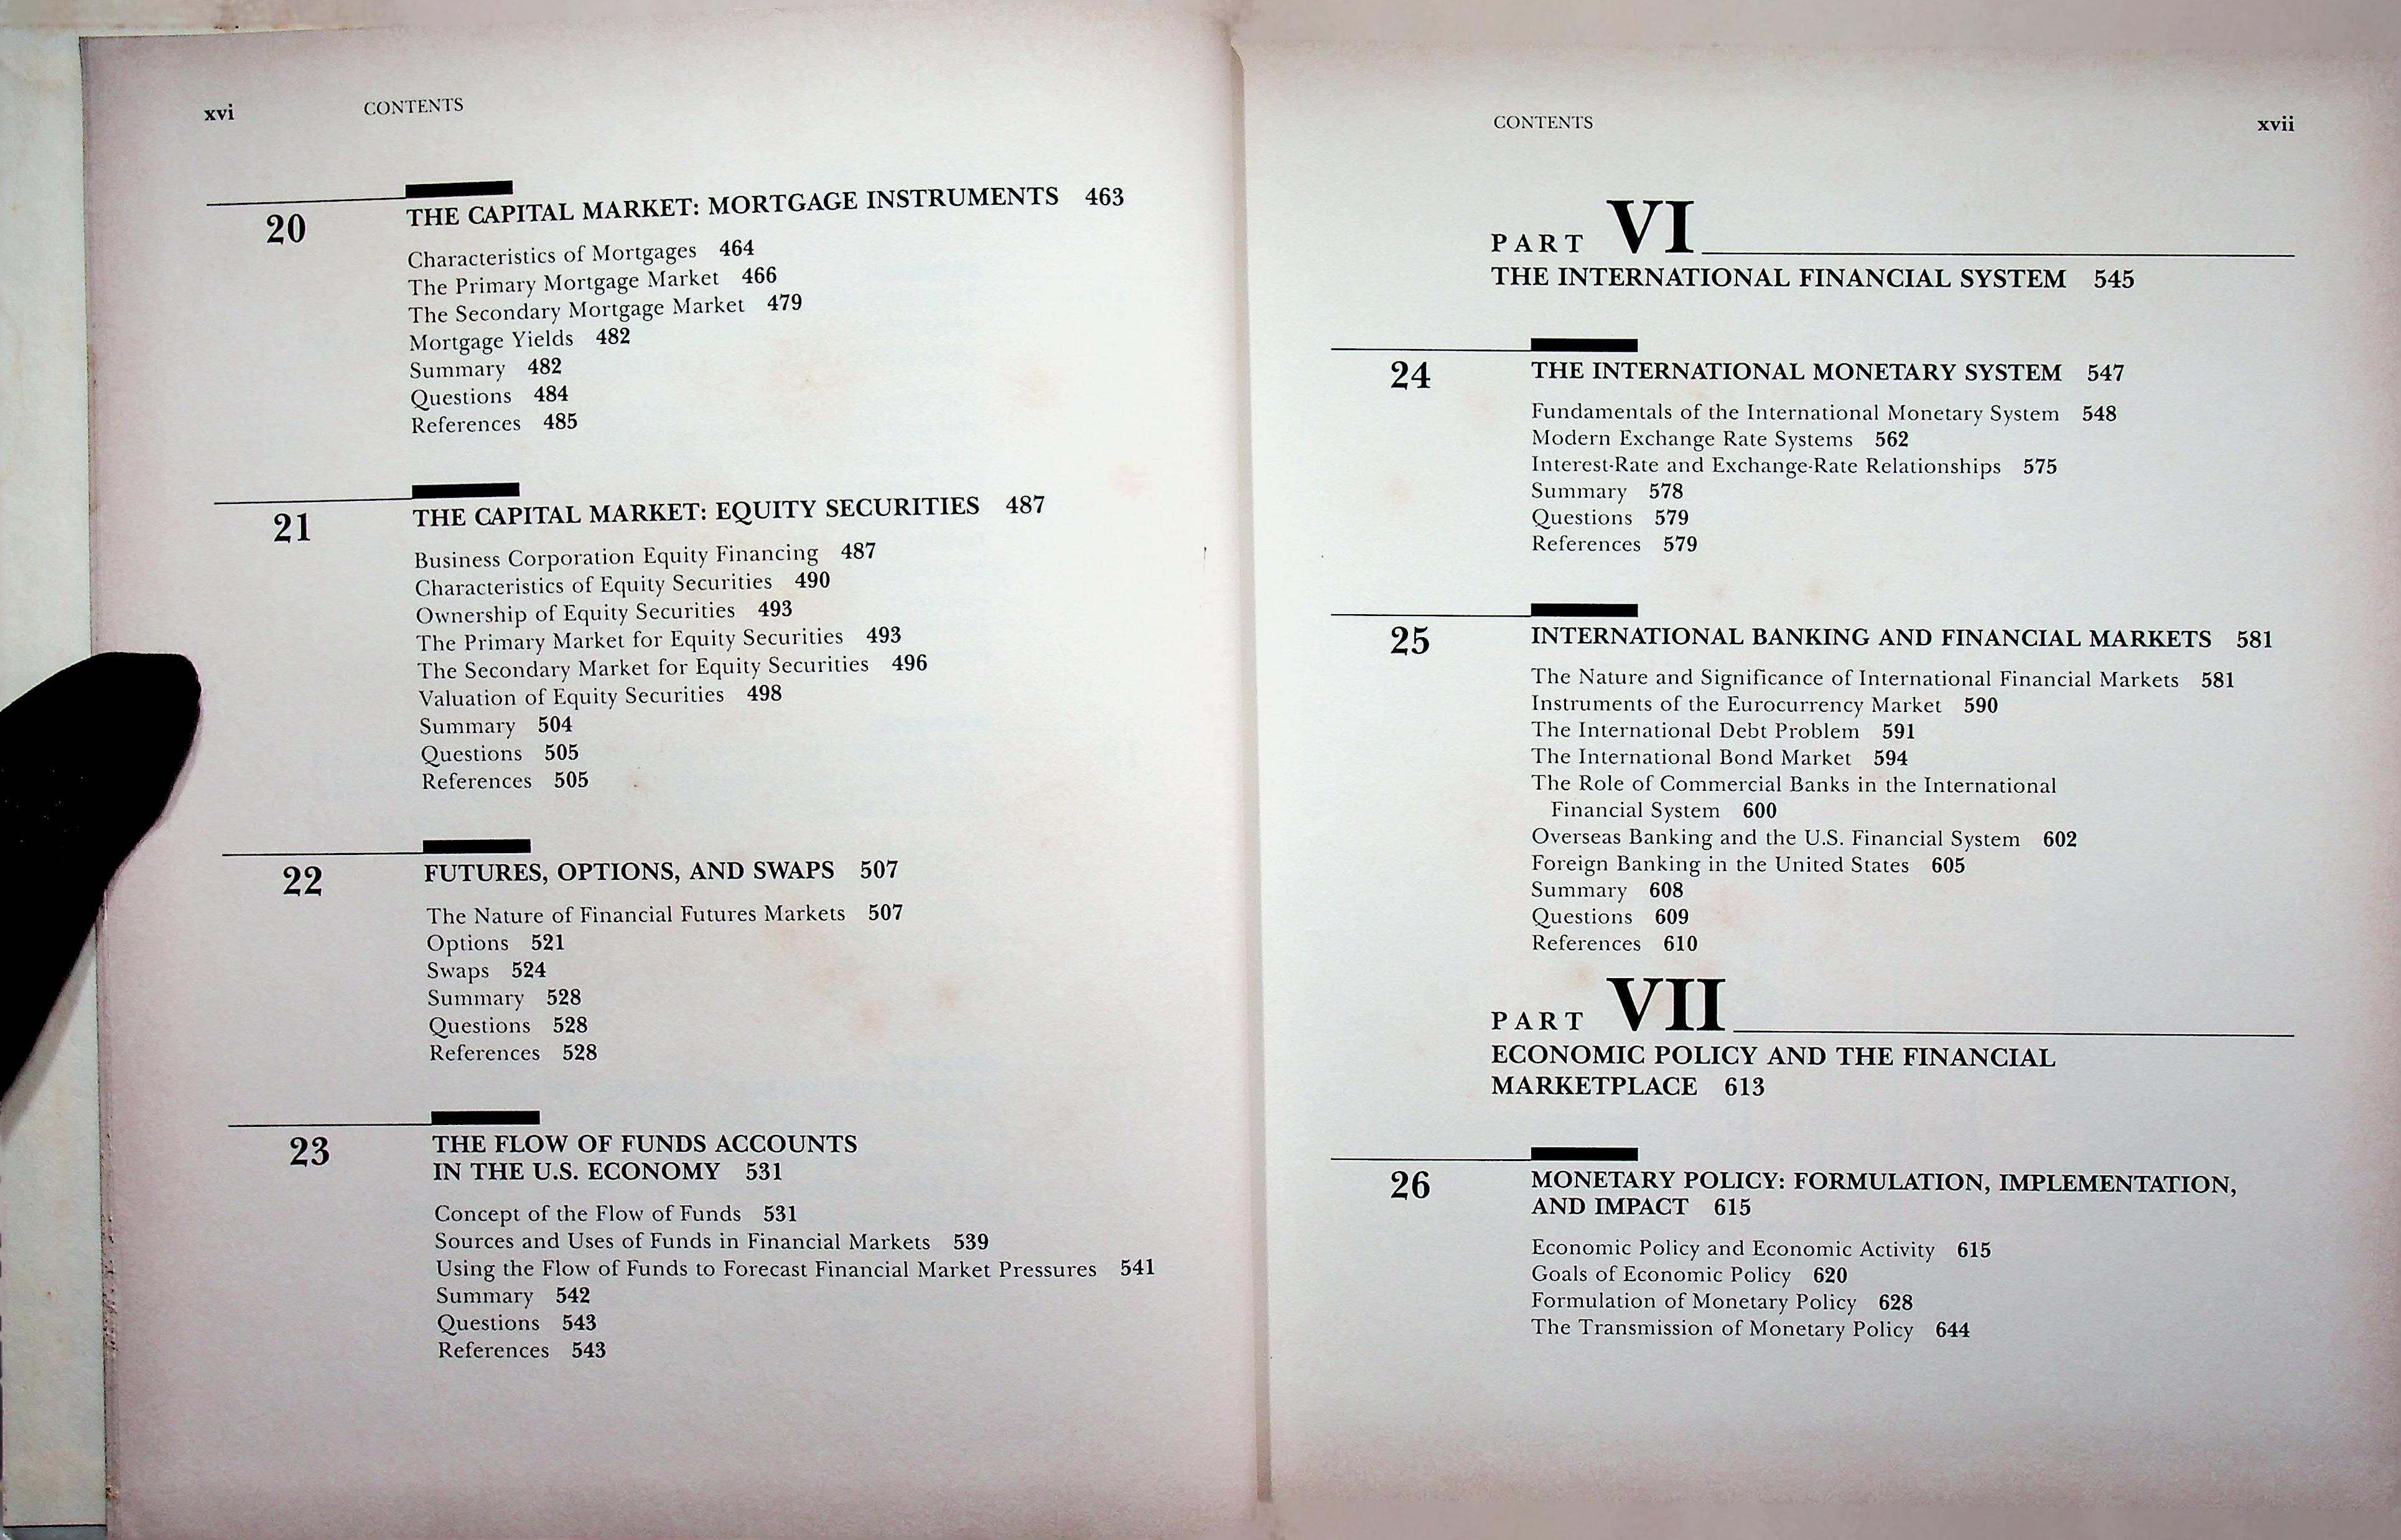 xvi CONTENTS
20 THE CAPITAL MARKET: MORTGAGE INSTRUMENTS 463
Characteristics of Mortgages 464
The Primary Mortgage Market 466
The Secondary Mortgage Market 479
Mortgage Yields 482
Summary 482
Questions 484
References 485
21 THE CAPITAL MARKET: EQUITY SECURITIES 487
Business Corporation Equity Financing 487
Characteristics of Equity Securities 490
Ownership of Equity Securities 493
The Primary Market for Equity Securities 493
The Secondary Market for Equity Securities 496
Valuation of Equity Securities 498
Summary 504
Questions 505
References 505
22 FUTURES, OPTIONS, AND SWAPS 507
The Nature of Financial Futures Markets 507
Options 521
Swaps 524
Summary 528
Questions 528
References 528
23 THE FLOW OF FUNDS ACCOUNTS
IN THE U.S. ECONOMY 531
Concept of the Flow of Funds 531
Sources and Uses of Funds in Financial Markets 539
Using the Flow of Funds to Forecast Financial Market Pressures 541
Summary 542
Questions 543
References 543
CONTENTS xvii
PART VI
THE INTERNATIONAL FINANCIAL SYSTEM 545
24 THE INTERNATIONAL MONETARY SYSTEM 547
Fundamentals of the International Monetary System 548
Modern Exchange Rate Systems 562
Interest-Rate and Exchange-Rate Relationships 575
Summary 578
Questions 579
References 579
25 INTERNATIONAL BANKING AND FINANCIAL MARKETS 581
The Nature and Significance of International Financial Markets 581
Instruments of the Eurocurrency Market 590
The International Debt Problem 591
The International Bond Market 594
The Role of Commercial Banks in the International
Financial System 600
Overseas Banking and the U.S. Financial System 602
Foreign Banking in the United States 605
Summary 608
Questions 609
References 610
PART VII
ECONOMIC POLICY AND THE FINANCIAL
MARKETPLACE 613
26 MONETARY POLICY: FORMULATION, IMPLEMENTATION,
AND IMPACT 615
Economic Policy and Economic Activity 615
Goals of Economic Policy 620
Formulation of Monetary Policy 628
The Transmission of Monetary Policy 644